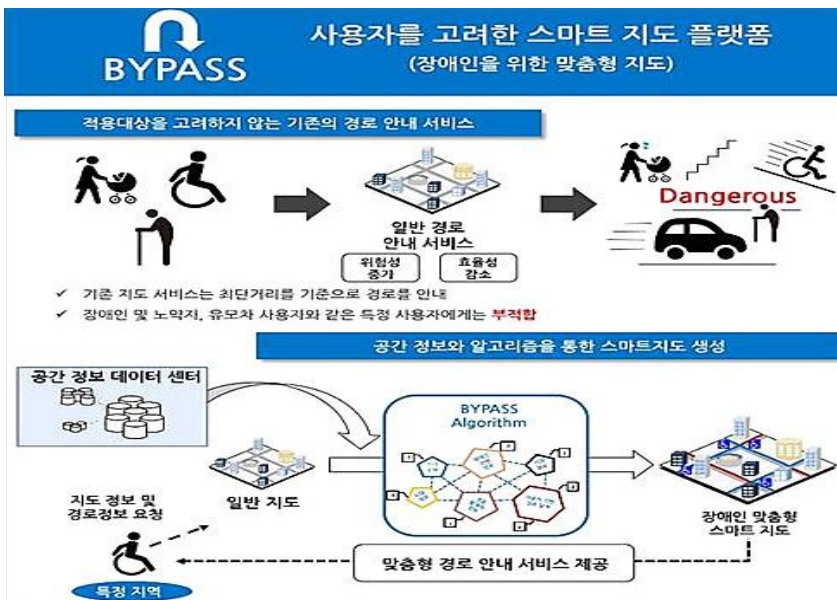 BYPASS
사용자를 고려한 스마트 지도 플랫폼
(장애인을 위한 맞춤형 지도)
적용대상을 고려하지 않는 기존의 경로 안내 서비스
일반 경로
안내 서비스
위험성
증가
효율성
감소
Dangerous
✓ 기존 지도 서비스는 최단거리를 기준으로 경로를 안내
✓ 장애인 및 노약자, 유모차 사용자와 같은 특정 사용자에게는 부적합
공간 정보와 알고리즘을 통한 스마트지도 생성
공간 정보 데이터 센터
BYPASS
Algorithm
일반 지도
지도 정보 및
경로정보 요청
특정 지역
장애인 맞춤형
스마트 지도
맞춤형 경로 안내 서비스 제공